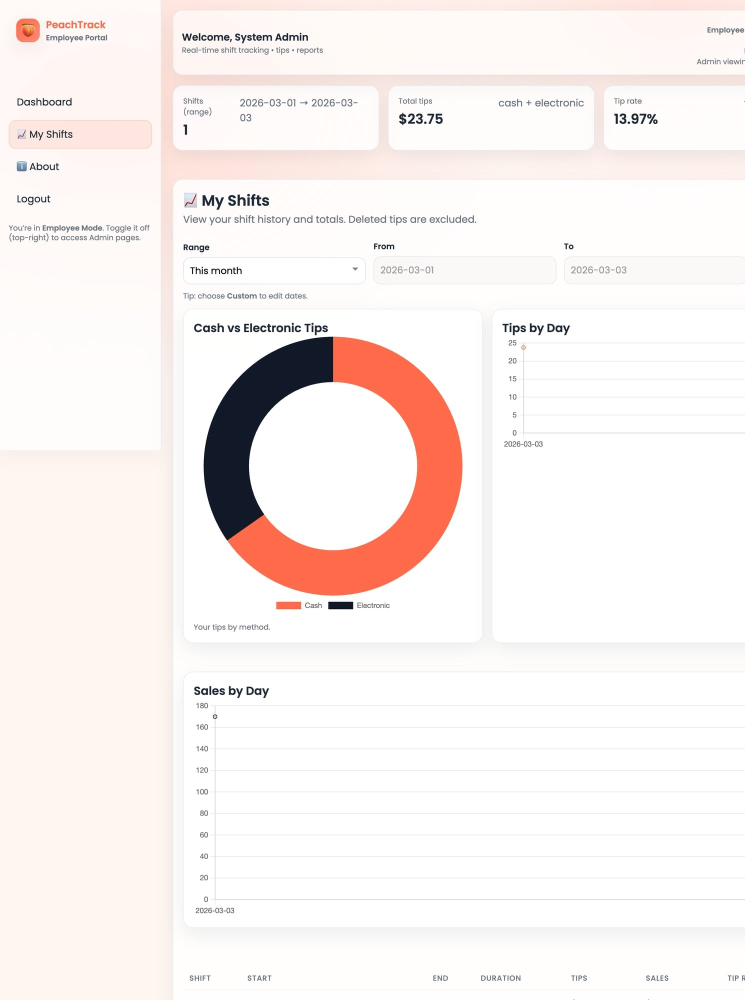 PeachTrack
Employee Portal
Dashboard
My Shifts
About
Logout
You're in Employee Mode. Toggle it off
(top-right) to access Admin pages.
Welcome, System Admin
Real-time shift tracking • tips • reports
Employee
Admin viewin
Shifts
(range)
1
2026-03-01 → 2026-03-
03
Total tips
$23.75
cash + electronic
Tip rate
13.97%
My Shifts
View your shift history and totals. Deleted tips are excluded.
Range
This month
From
2026-03-01
To
2026-03-03
Tip: choose Custom to edit dates.
Cash vs Electronic Tips
Cash
Electronic
Your tips by method.
Tips by Day
25
20
15
10
5
0
2026-03-03
Sales by Day
180
160
140
120
100
80
60
40
20
0
2026-03-03
SHIFT START END DURATION TIPS SALES TIP R